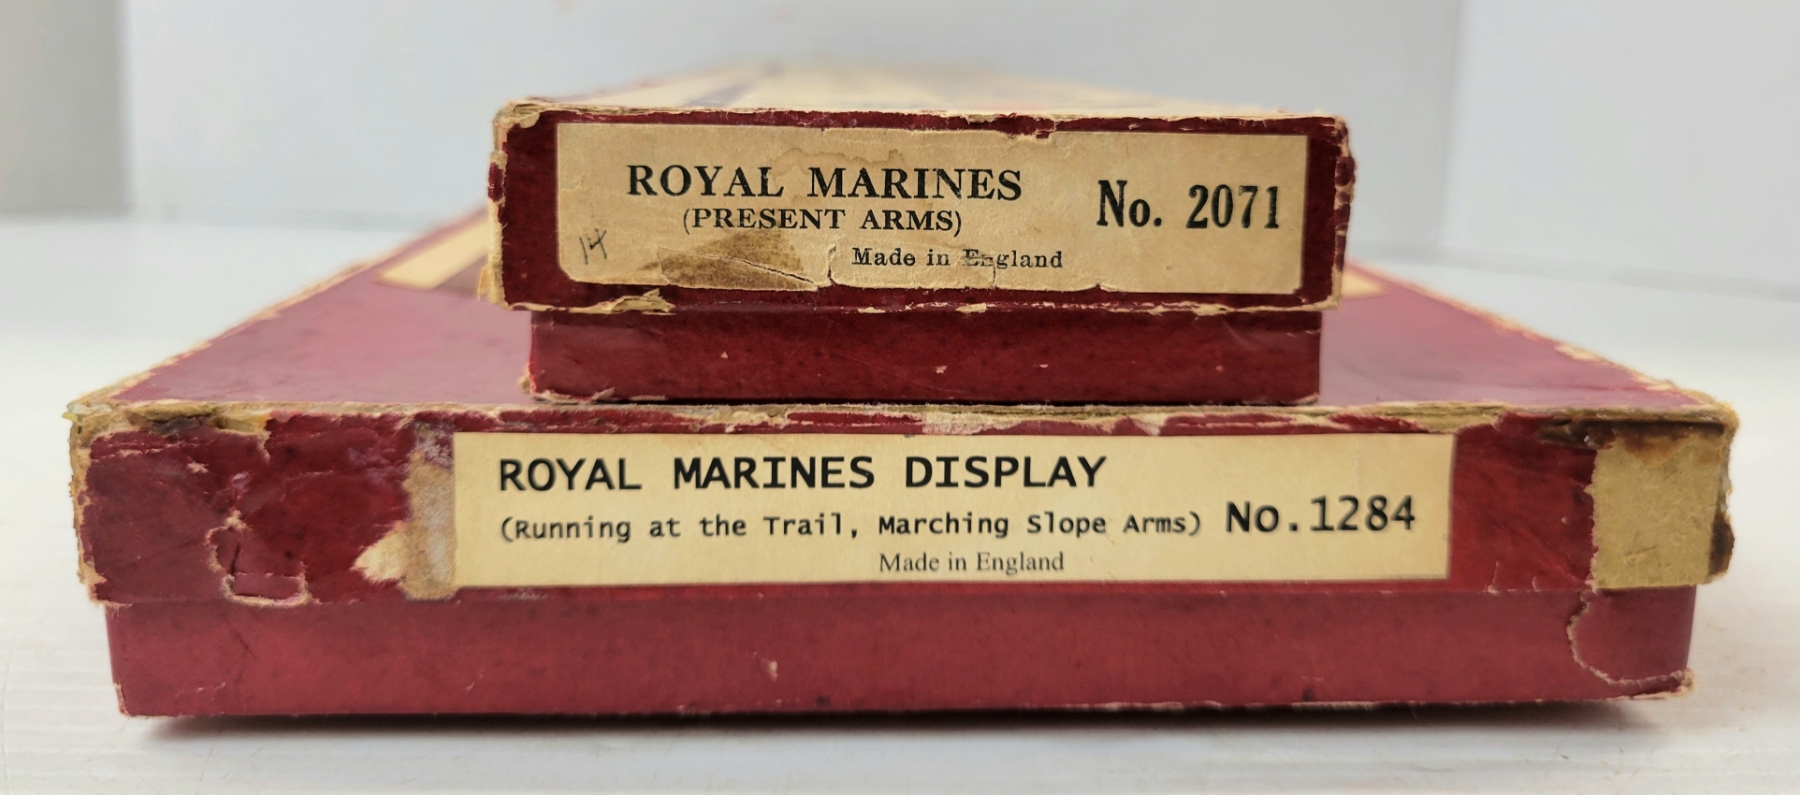 ROYAL MARINES
(PRESENT ARMS)
No. 2071
14
Made in England
ROYAL MARINES DISPLAY
(Running at the Trail, Marching Slope Arms) No.1284
Made in England